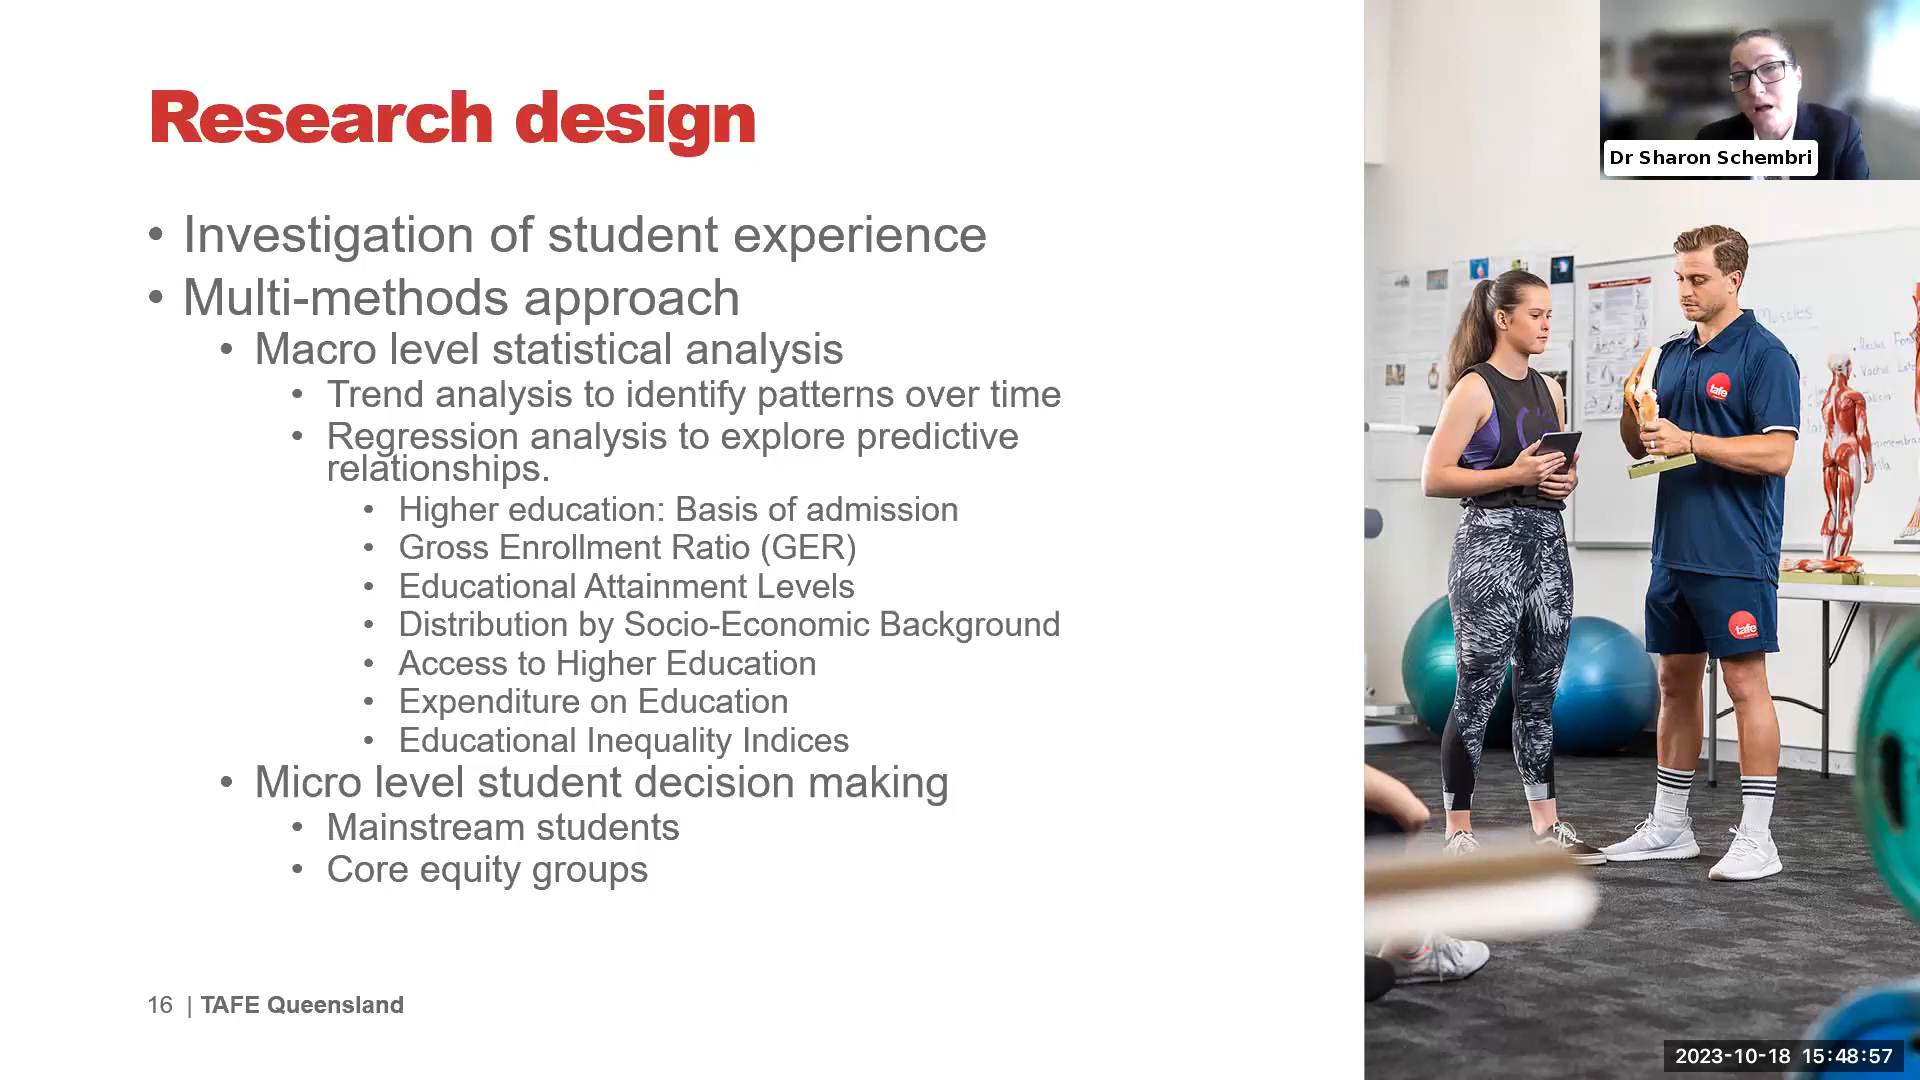 Research design
• Investigation of student experience
• Multi-methods approach
• Macro level statistical analysis
• Trend analysis to identify patterns over time
• Regression analysis to explore predictive
relationships.
• Higher education: Basis of admission
• Gross Enrollment Ratio (GER)
• Educational Attainment Levels
• Distribution by Socio-Economic Background
• Access to Higher Education
• Expenditure on Education
• Educational Inequality Indices
• Micro level student decision making
• Mainstream students
• Core equity groups
16 | TAFE Queensland
Dr Sharon Schembri
Muscles
tafe
tafe
2023-10-18 15:48:57